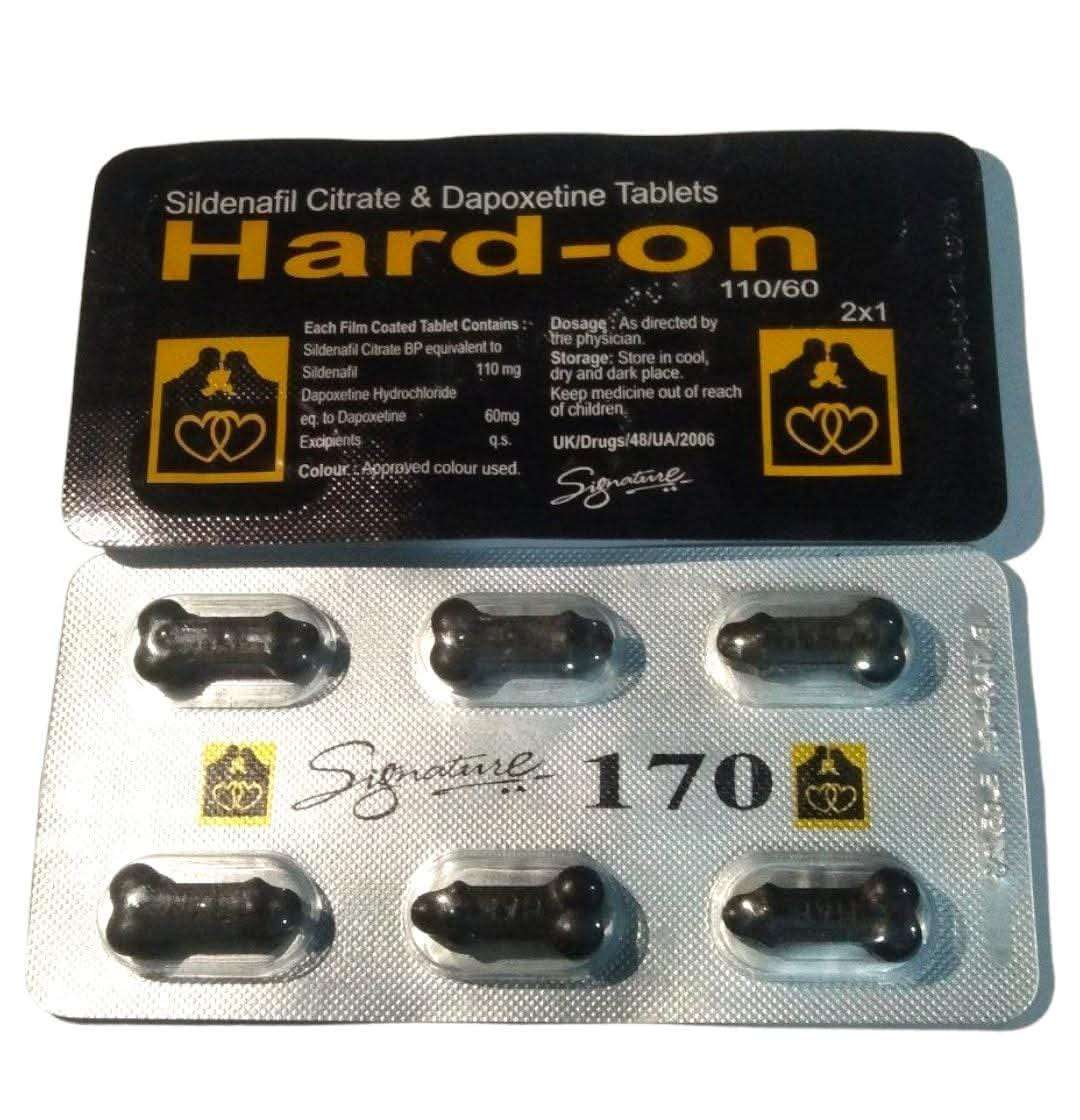 Sildenafil Citrate & Dapoxetine Tablets
Hard-on
110/60
2x1
Each Film Coated Tablet Contains :-
Sildenafil Citrate BP equivalent to
Sildenafil 110 mg
Dapoxetine Hydrochloride
eq. to Dapoxetine 60mg
Excipients q.s.
Colour : Approved colour used.
Dosage : As directed by
the physician.
Storage: Store in cool,
dry and dark place.
Keep medicine out of reach
of children.
UK/Drugs/48/UA/2006
Signature
Signature 170